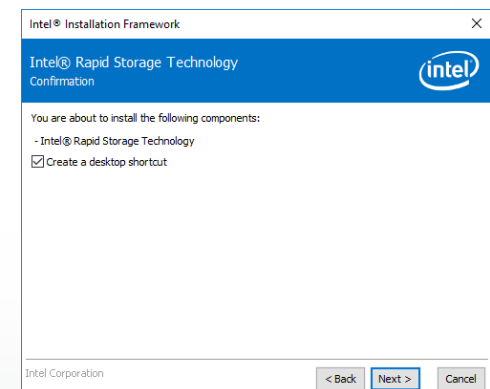 Intel® Installation Framework
Intel® Rapid Storage Technology
Confirmation
intel
You are about to install the following components:
- Intel® Rapid Storage Technology
Create a desktop shortcut
Intel Corporation
< Back Next > Cancel